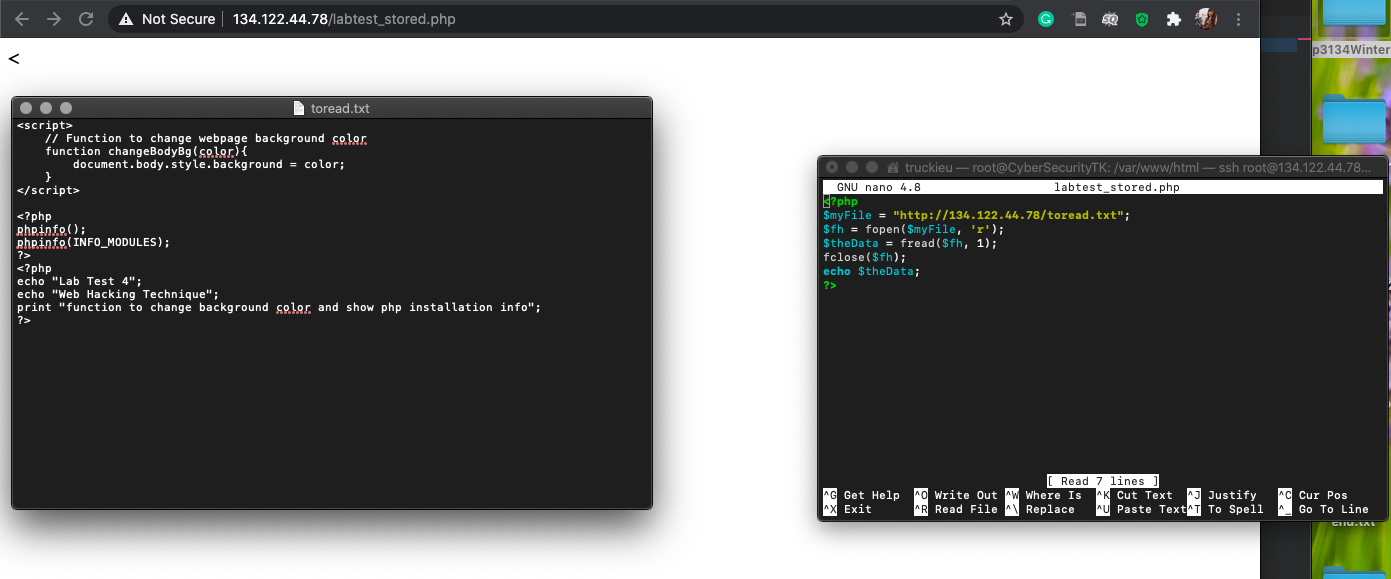 Not Secure 134.122.44.78/labtest_stored.php
<
p3134Winter
toread.txt
<script>
// Function to change webpage background color
function changeBodyBg(color){
document.body.style.background = color;
}
</script>
<?php
phpinfo();
phpinfo(INFO_MODULES);
?>
<?php
echo "Lab Test 4";
echo "Web Hacking Technique";
print "function to change background color and show php installation info";
?>
truckieu — root@CyberSecurityTK: /var/www/html — ssh root@134.122.44.78...
GNU nano 4.8 labtest_stored.php
<?php
$myFile = "http://134.122.44.78/toread.txt";
$fh = fopen($myFile, 'r');
$theData = fread($fh, 1);
fclose($fh);
echo $theData;
?>
[ Read 7 lines ]
^G Get Help ^O Write Out ^W Where Is ^K Cut Text ^J Justify ^C Cur Pos
^X Exit ^R Read File ^\ Replace ^U Paste Text ^T To Spell ^_ Go To Line
end.txt